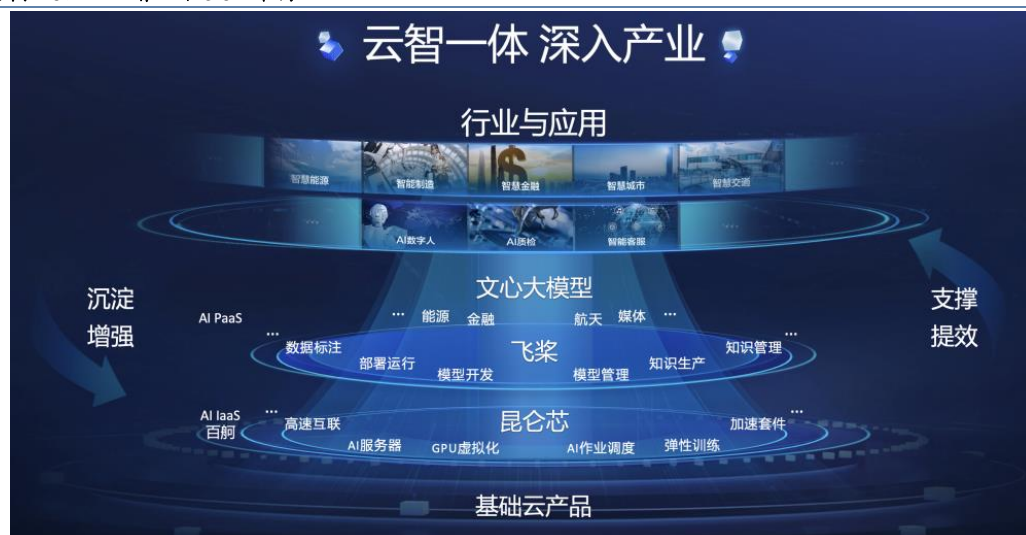 云智一体 深入产业
行业与应用
智慧能源 智能制造 智慧金融 智慧城市 智慧交通
AI数字人 AI质检 智能客服
沉淀
增强
支撑
提效
文心大模型
AI PaaS
... 能源 金融 航天 媒体 ...
飞桨
... 数据标注 部署运行 模型开发 模型管理 知识生产 知识管理 ...
AI IaaS
百舸
昆仑芯
... 高速互联 AI服务器 GPU虚拟化 AI作业调度 弹性训练 加速套件 ...
基础云产品